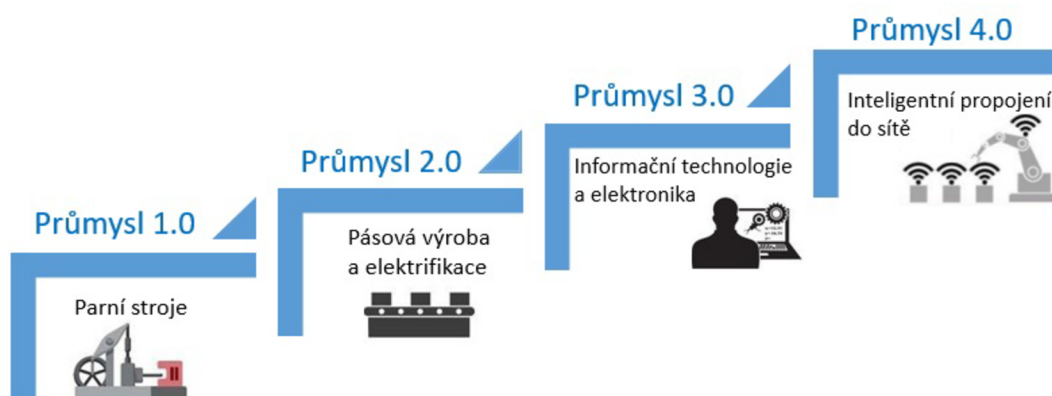 Průmysl 1.0
Parní stroje
Průmysl 2.0
Pásová výroba
a elektrifikace
Průmysl 3.0
Informační technologie
a elektronika
Průmysl 4.0
Inteligentní propojení
do sítě